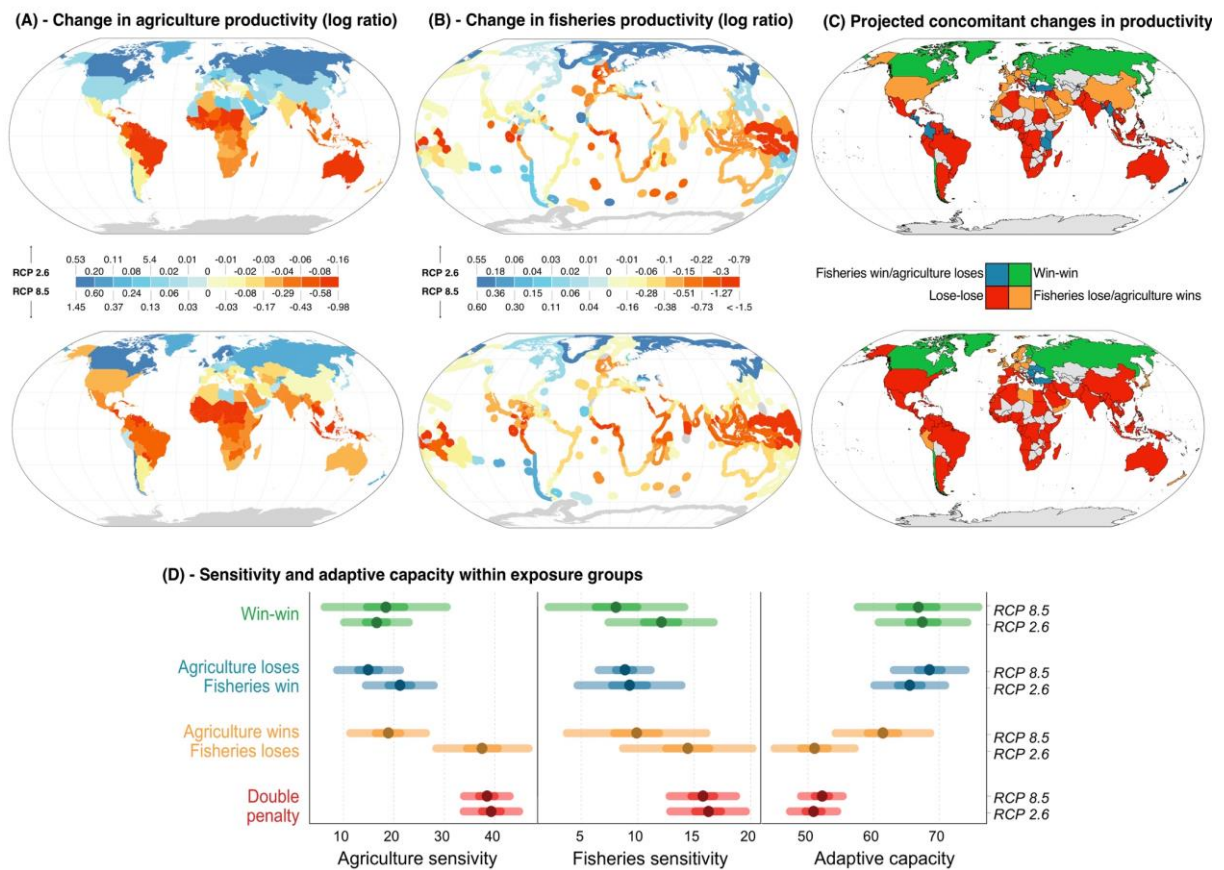 (A) - Change in agriculture productivity (log ratio)
(B) - Change in fisheries productivity (log ratio)
(C) - Projected concomitant changes in productivity
RCP 2.6
RCP 8.5
0.53 0.11 5.4 0.01 -0.01 -0.03 -0.06 -0.16
0.20 0.08 0.02 0 -0.02 -0.04 -0.08
0.60 0.24 0.06 0 -0.08 -0.29 -0.58
1.45 0.37 0.13 0.03 -0.03 -0.17 -0.43 -0.98
RCP 2.6
RCP 8.5
0.55 0.06 0.03 0.01 -0.01 -0.1 -0.22 -0.79
0.18 0.04 0.02 0 -0.06 -0.15 -0.3
0.36 0.15 0.06 0 -0.28 -0.51 -1.27
0.60 0.30 0.11 0.04 -0.16 -0.38 -0.73 < -1.5
Fisheries win/agriculture loses
Win-win
Lose-lose
Fisheries lose/agriculture wins
(D) - Sensitivity and adaptive capacity within exposure groups
Win-win
RCP 8.5
RCP 2.6
Agriculture loses
Fisheries win
RCP 8.5
RCP 2.6
Agriculture wins
Fisheries loses
RCP 8.5
RCP 2.6
Double
penalty
RCP 8.5
RCP 2.6
10 20 30 40
5 10 15 20
50 60 70
Agriculture sensivity
Fisheries sensitivity
Adaptive capacity